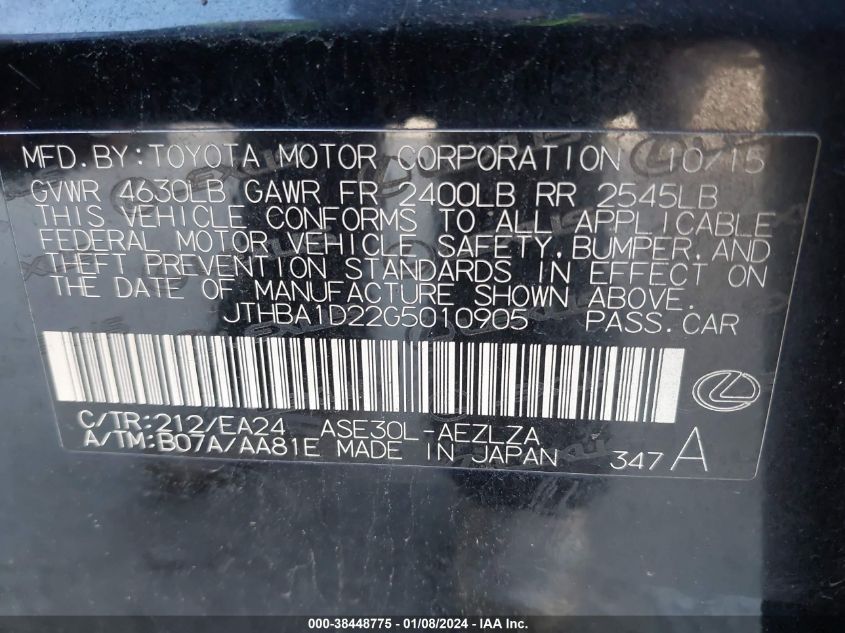 MFD.BY:TOYOTA MOTOR CORPORATION 10/15
GVWR 4630LB GAWR FR 2400LB RR 2545LB
THIS VEHICLE CONFORMS TO ALL APPLICABLE
FEDERAL MOTOR VEHICLE SAFETY,BUMPER,AND
THEFT PREVENTION STANDARDS IN EFFECT ON
THE DATE OF MANUFACTURE SHOWN ABOVE.
JTHBA1D22G5010905 PASS.CAR
C/TR:212/EA24 ASE30L-AEZLZA
A/TM:B07A/AA81E MADE IN JAPAN 347A
000-38448775 - 01/08/2024 - IAA Inc.